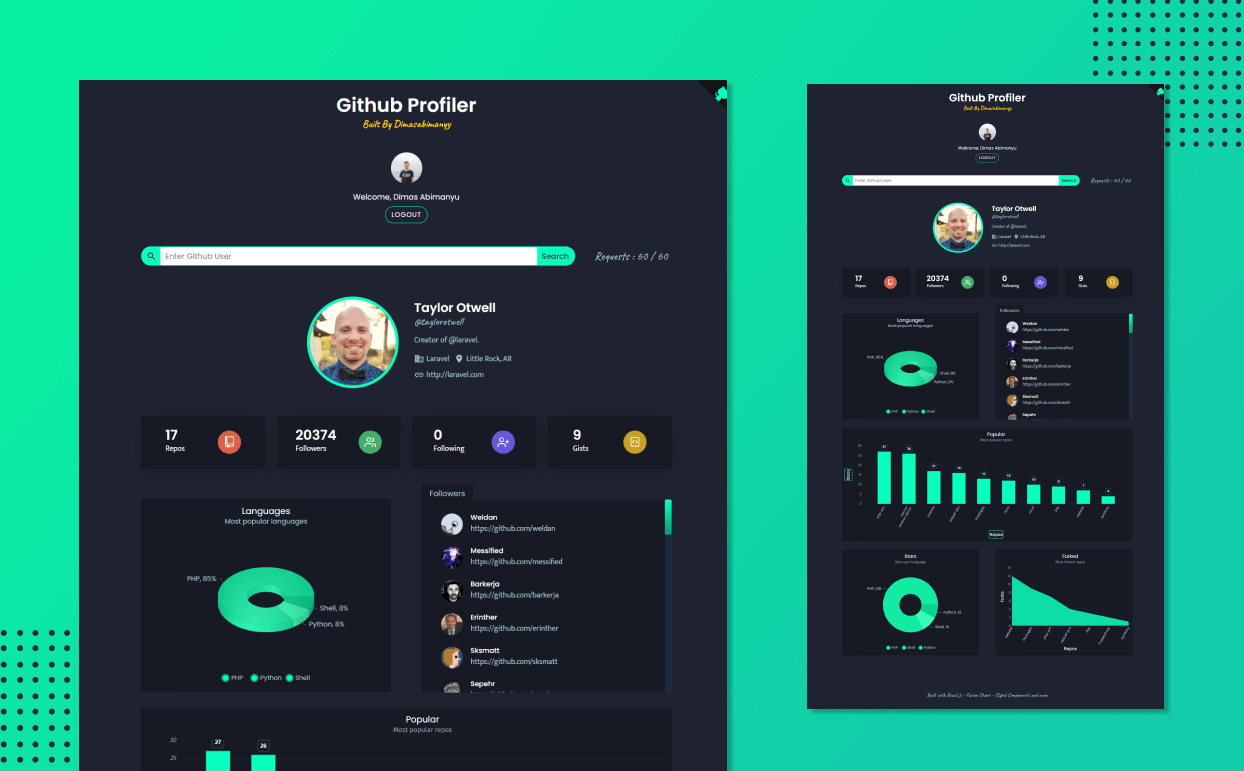 Github Profiler
Built By Dimasabimanyy
Welcome, Dimas Abimanyu
LOGOUT
Enter Github User
Search
Requests : 60 / 60
Taylor Otwell
@taylorotwell
Creator of @laravel.
Laravel
Little Rock, AR
http://laravel.com
17
Repos
20374
Followers
0
Following
9
Gists
Languages
Most popular languages
PHP, 85%
Shell, 8%
Python, 8%
PHP
Python
Shell
Followers
Weldan
https://github.com/weldan
Messified
https://github.com/messified
Barkerja
https://github.com/barkerja
Erinther
https://github.com/erinther
Sksmatt
https://github.com/sksmatt
Sepehr
Popular
Most popular repos
30
25
27
26
Github Profiler
Built By Dimasabimanyy
Welcome, Dimas Abimanyu
LOGOUT
Enter Github User
Search
Requests : 60 / 60
Taylor Otwell
@taylorotwell
Creator of @laravel.
Laravel
Little Rock, AR
http://laravel.com
17
Repos
20374
Followers
0
Following
9
Gists
Languages
Most popular languages
PHP, 85%
Shell, 8%
Python, 8%
PHP
Python
Shell
Followers
Weldan
https://github.com/weldan
Messified
https://github.com/messified
Barkerja
https://github.com/barkerja
Erinther
https://github.com/erinther
Sksmatt
https://github.com/sksmatt
Sepehr
Popular
Most popular repos
Stars
Repos
Stars
Stars per language
PHP
Shell
Python
Forked
Most forked repos
Forks
Repos
Built with React js - Fusion Chart - Styled Components and more